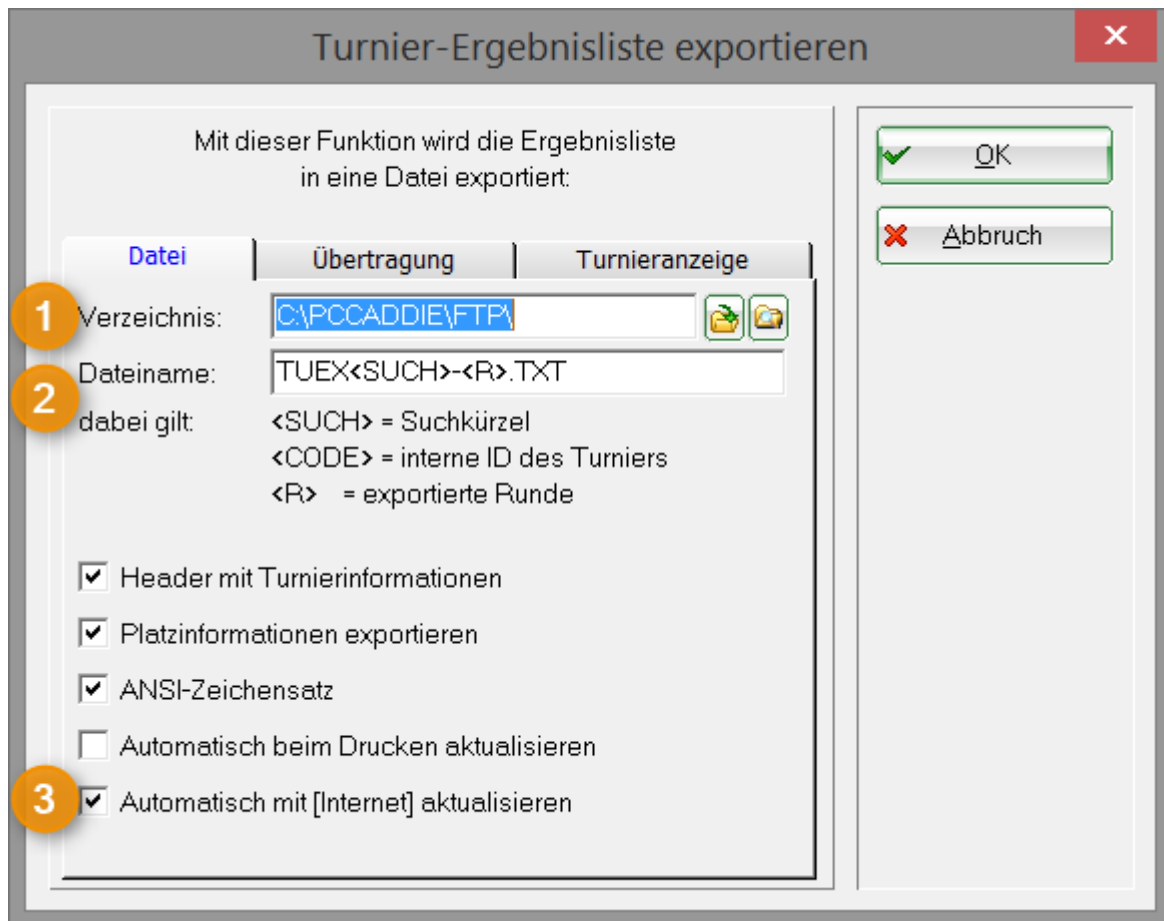 Turnier-Ergebnisliste exportieren
Mit dieser Funktion wird die Ergebnisliste
in eine Datei exportiert:
OK
Abbruch
Datei
Übertragung
Turnieranzeige
1
Verzeichnis:
C:\PCCADDIE\FTP\
Dateiname:
TUEX<SUCH>-<R>.TXT
2
dabei gilt:
<SUCH> = Suchkürzel
<CODE> = interne ID des Turniers
<R> = exportierte Runde
Header mit Turnierinformationen
Platzinformationen exportieren
ANSI-Zeichensatz
Automatisch beim Drucken aktualisieren
3
Automatisch mit [Internet] aktualisieren